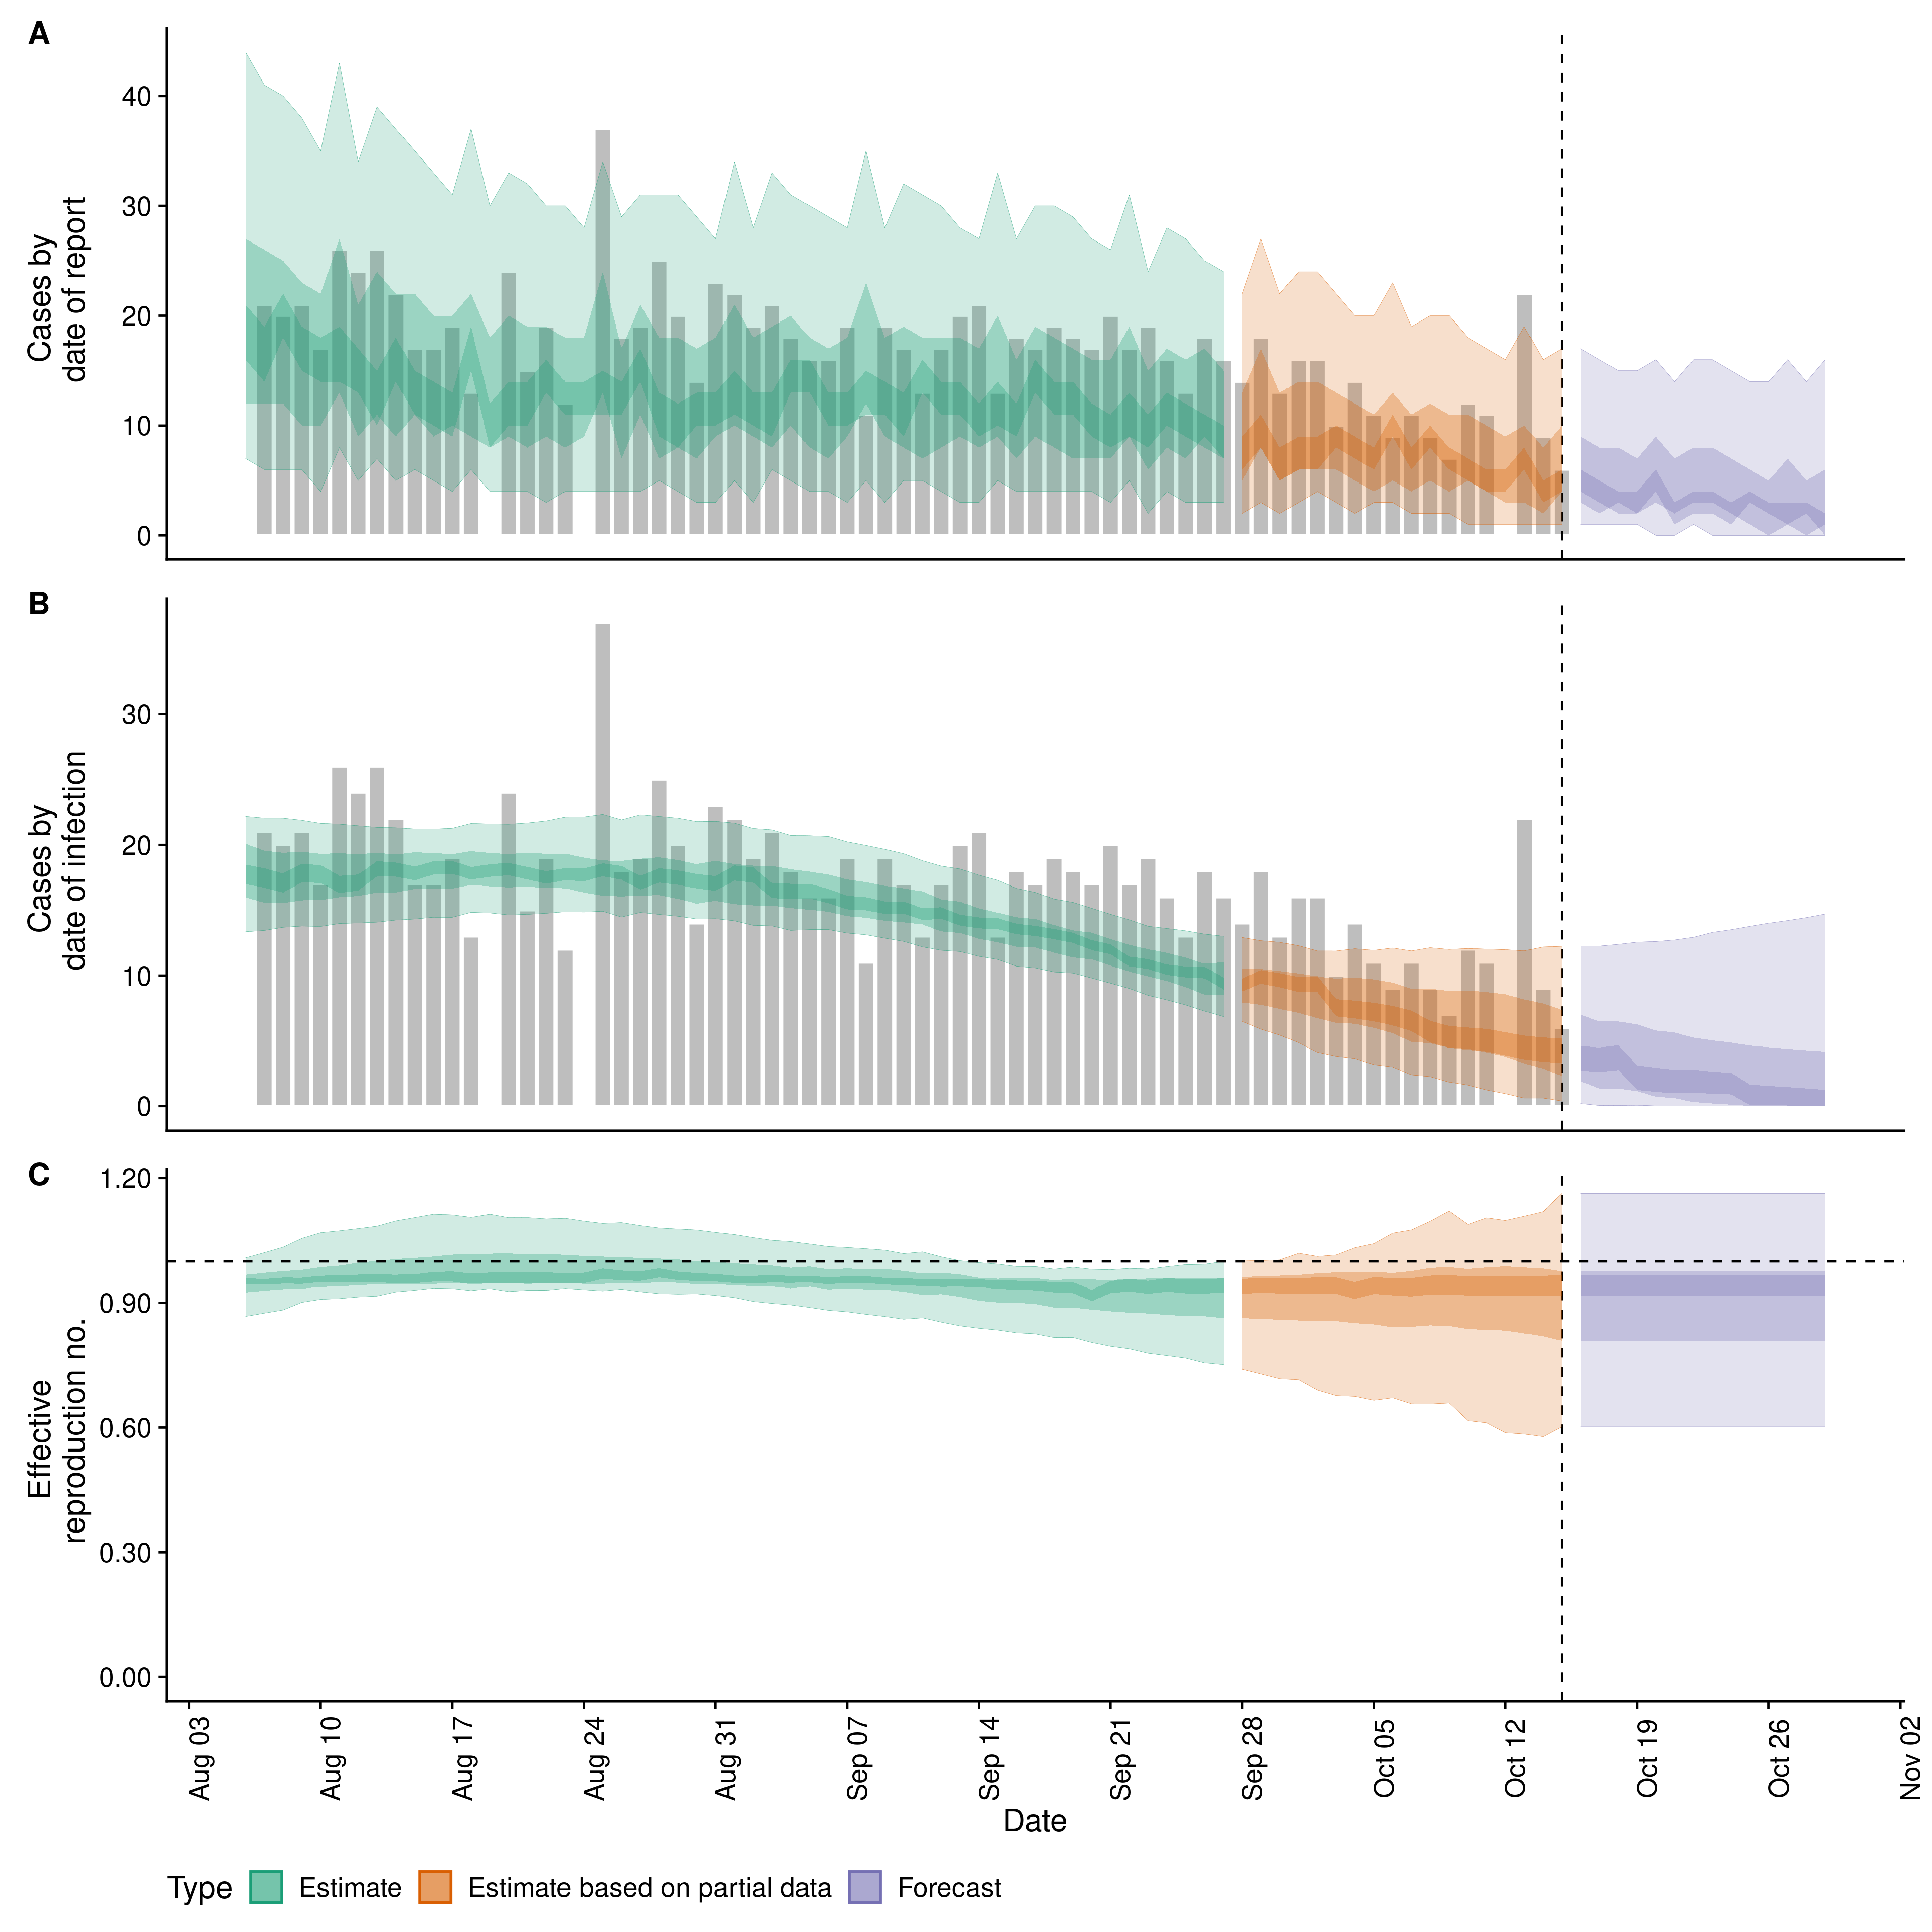 A
Cases by
date of report
40
30
20
10
0
B
Cases by
date of infection
30
20
10
0
C
Effective
reproduction no.
1.20
0.90
0.60
0.30
0.00
Aug 03
Aug 10
Aug 17
Aug 24
Aug 31
Sep 07
Sep 14
Sep 21
Sep 28
Oct 05
Oct 12
Oct 19
Oct 26
Nov 02
Date
Type Estimate Estimate based on partial data Forecast